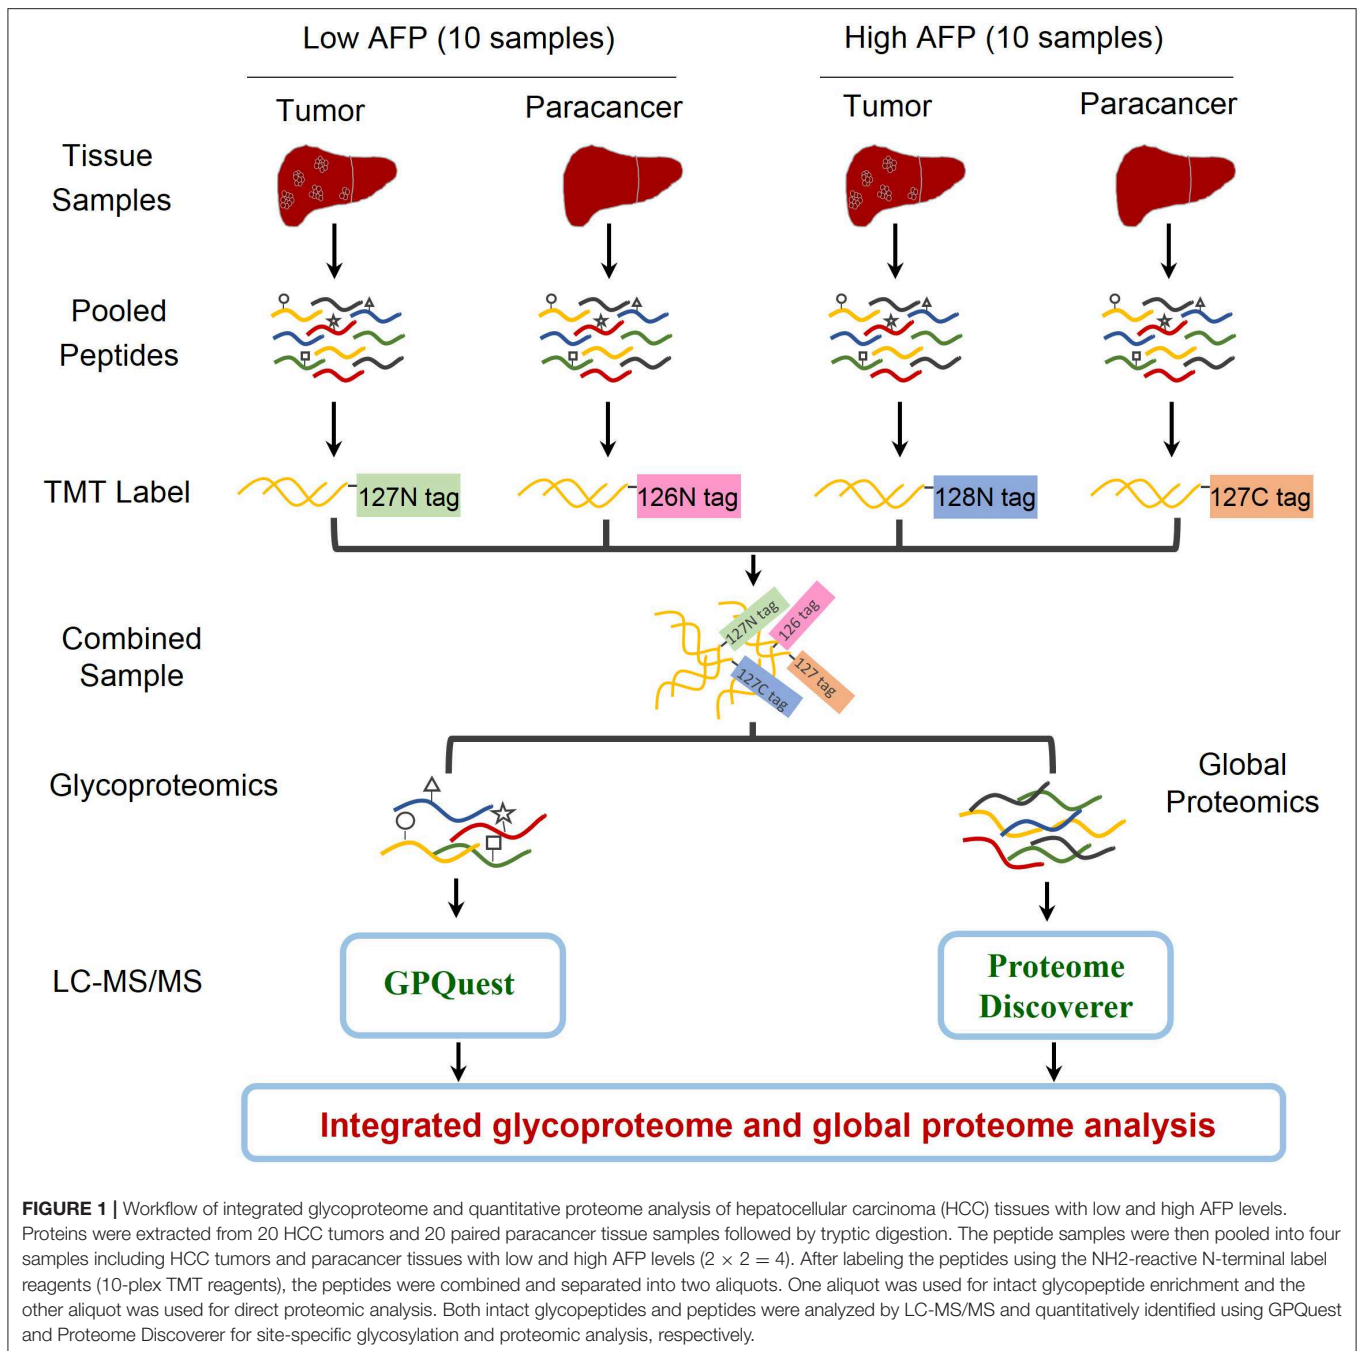 Low AFP (10 samples)
High AFP (10 samples)
Tumor
Paracancer
Tumor
Paracancer
Tissue
Samples
Pooled
Peptides
TMT Label
127N tag
126N tag
128N tag
127C tag
Combined
Sample
127N tag
126 tag
127C tag
127 tag
Glycoproteomics
Global
Proteomics
LC-MS/MS
GPQuest
Proteome
Discoverer
Integrated glycoproteome and global proteome analysis
FIGURE 1 | Workflow of integrated glycoproteome and quantitative proteome analysis of hepatocellular carcinoma (HCC) tissues with low and high AFP levels.
Proteins were extracted from 20 HCC tumors and 20 paired paracancer tissue samples followed by tryptic digestion. The peptide samples were then pooled into four
samples including HCC tumors and paracancer tissues with low and high AFP levels (2 × 2 = 4). After labeling the peptides using the NH2-reactive N-terminal label
reagents (10-plex TMT reagents), the peptides were combined and separated into two aliquots. One aliquot was used for intact glycopeptide enrichment and the
other aliquot was used for direct proteomic analysis. Both intact glycopeptides and peptides were analyzed by LC-MS/MS and quantitatively identified using GPQuest
and Proteome Discoverer for site-specific glycosylation and proteomic analysis, respectively.